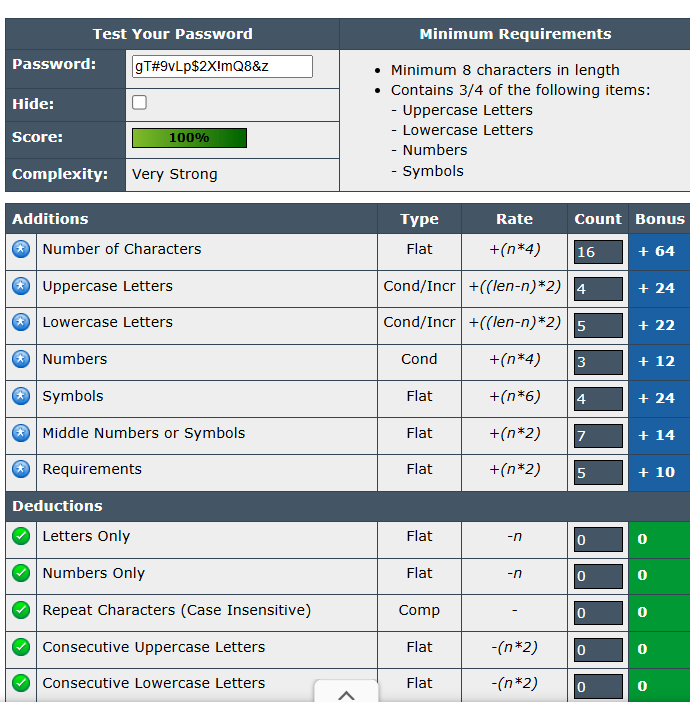 Test Your Password Minimum Requirements
Password: gT#9vLp$2X!mQ8&z
Hide:
Score: 100%
Complexity: Very Strong
• Minimum 8 characters in length
• Contains 3/4 of the following items:
- Uppercase Letters
- Lowercase Letters
- Numbers
- Symbols
Additions Type Rate Count Bonus
Number of Characters Flat +(n*4) 16 + 64
Uppercase Letters Cond/Incr +((len-n)*2) 4 + 24
Lowercase Letters Cond/Incr +((len-n)*2) 5 + 22
Numbers Cond +(n*4) 3 + 12
Symbols Flat +(n*6) 4 + 24
Middle Numbers or Symbols Flat +(n*2) 7 + 14
Requirements Flat +(n*2) 5 + 10
Deductions
Letters Only Flat -n 0 0
Numbers Only Flat -n 0 0
Repeat Characters (Case Insensitive) Comp - 0 0
Consecutive Uppercase Letters Flat -(n*2) 0 0
Consecutive Lowercase Letters Flat -(n*2) 0 0